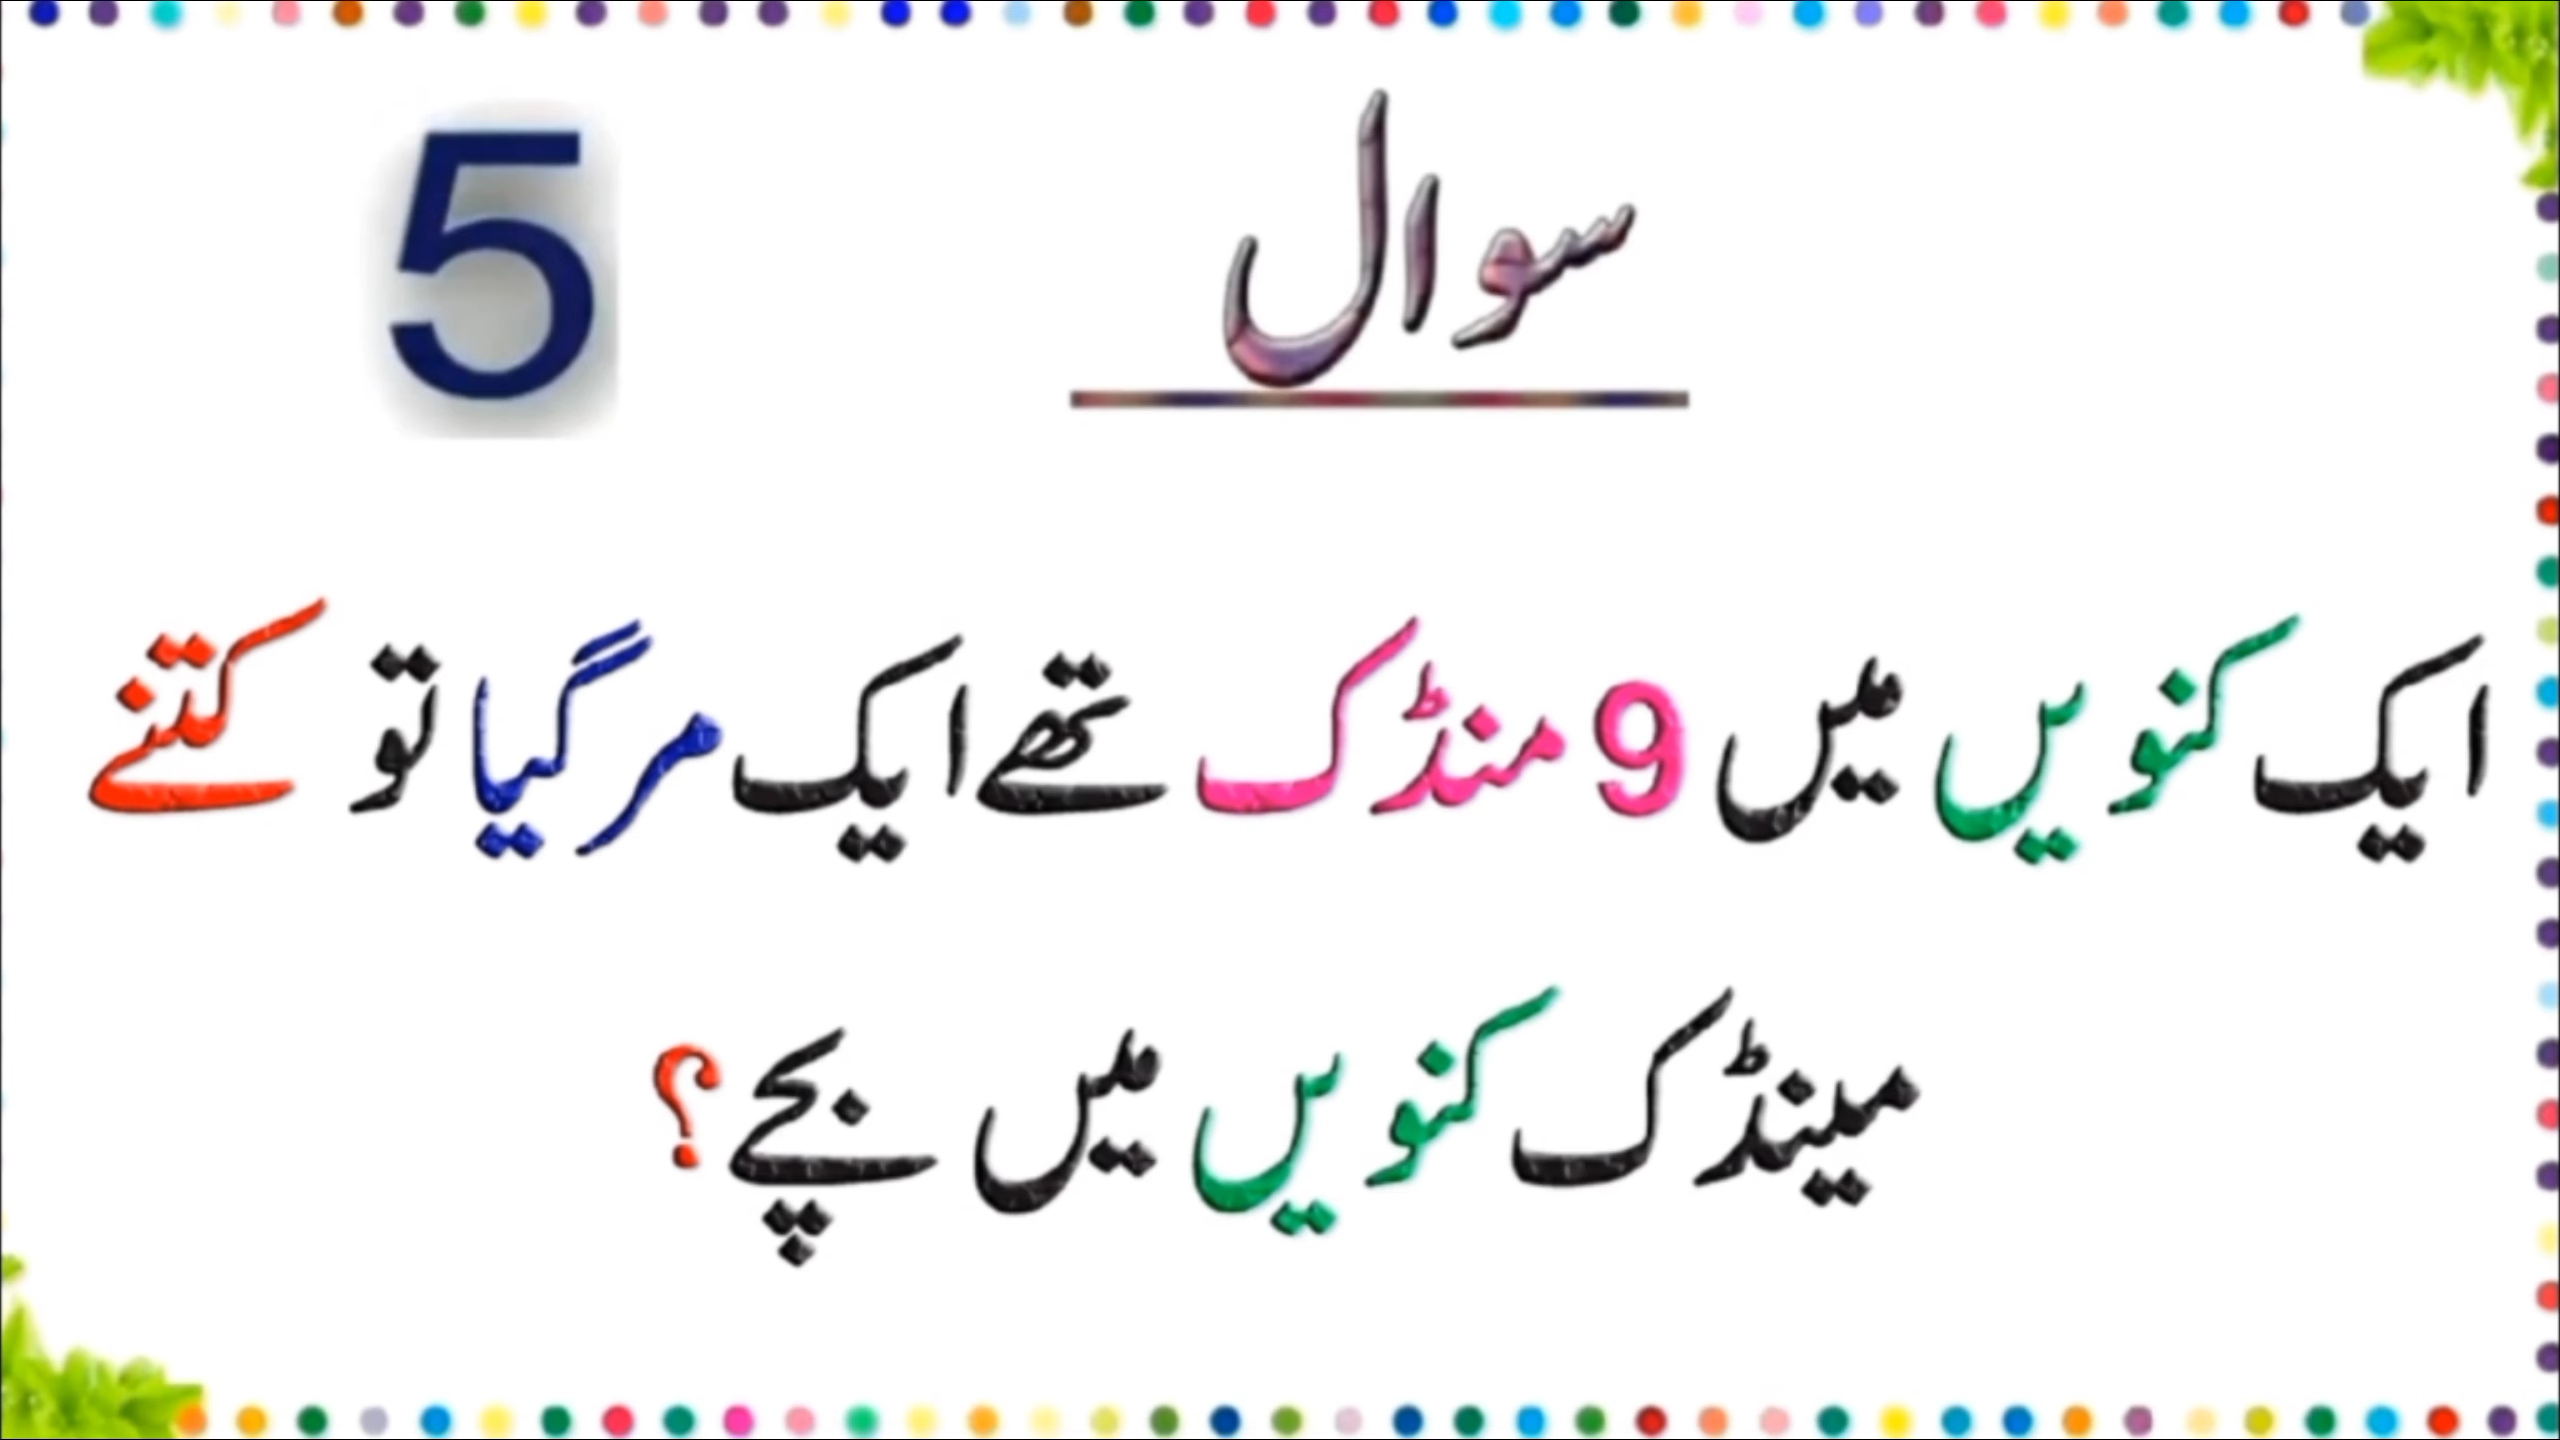 سوال 5
ایک کنویں میں 9 منڈک تھے ایک مر گیا تو کتنے
مینڈک کنویں میں بچے؟